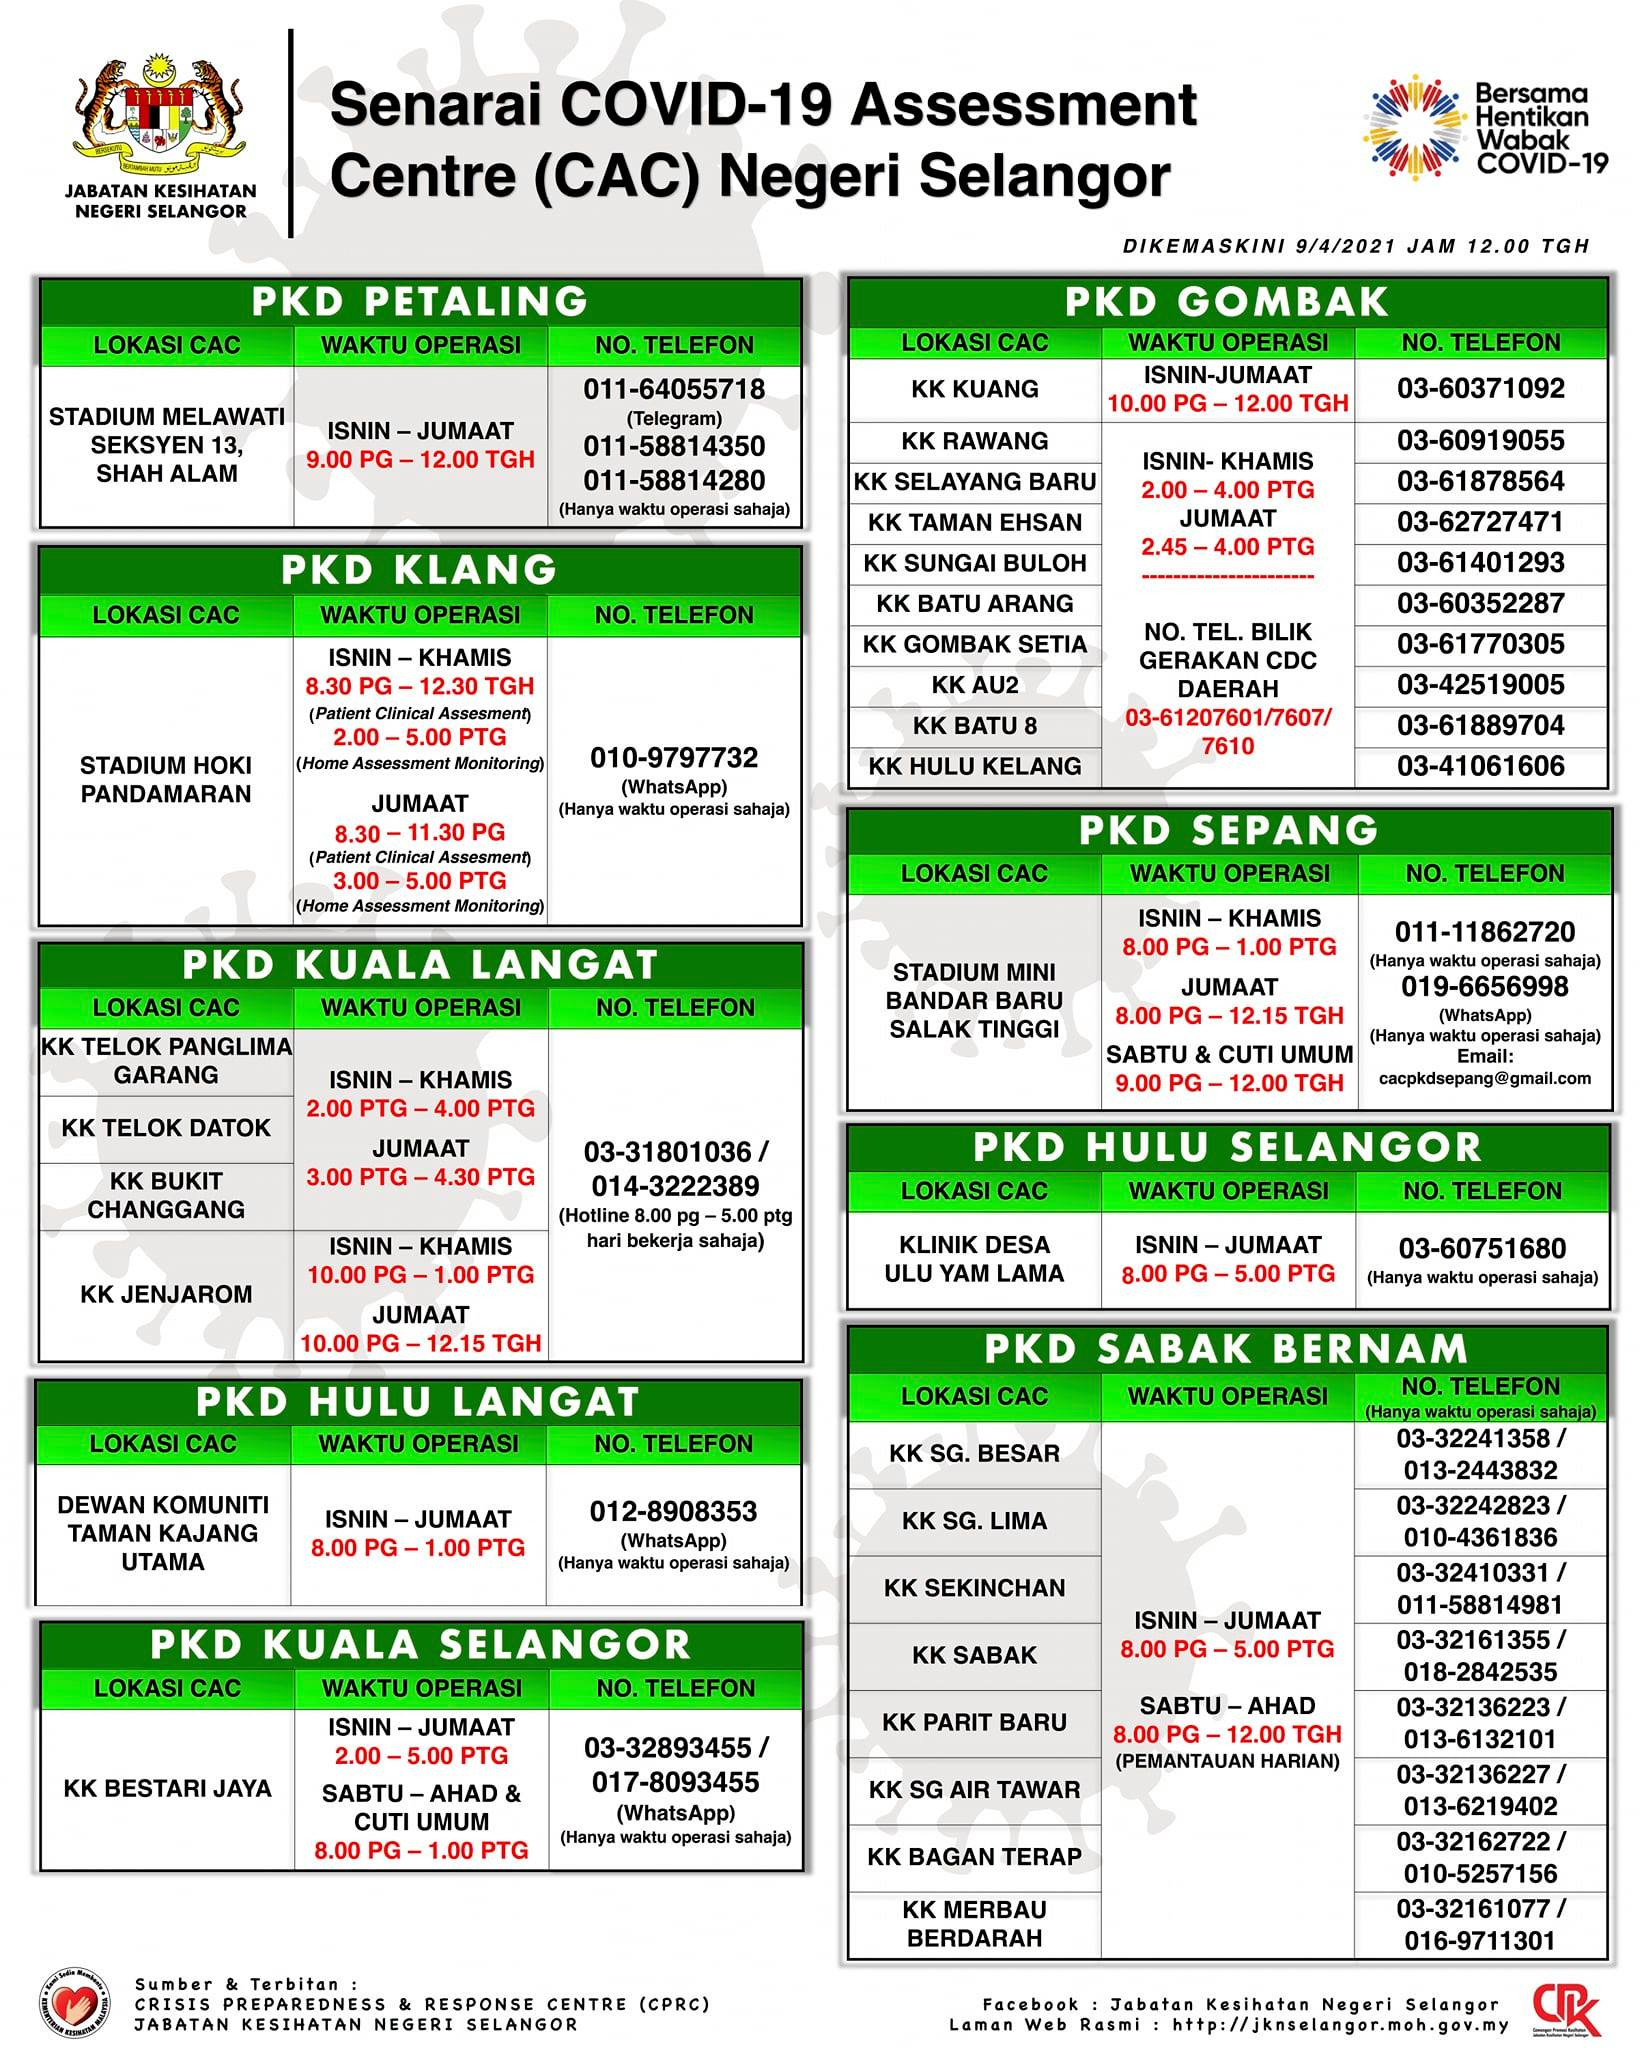 JABATAN KESIHATAN
NEGERI SELANGOR
Senarai COVID-19 Assessment
Centre (CAC) Negeri Selangor
Bersama
Hentikan
Wabak
COVID-19
DIKEMASKINI 9/4/2021 JAM 12.00 TGH
PKD PETALING
LOKASI CAC WAKTU OPERASI NO. TELEFON
STADIUM MELAWATI
SEKSYEN 13,
SHAH ALAM
ISNIN – JUMAAT
9.00 PG – 12.00 TGH
011-64055718
(Telegram)
011-58814350
011-58814280
(Hanya waktu operasi sahaja)
PKD KLANG
LOKASI CAC WAKTU OPERASI NO. TELEFON
STADIUM HOKI
PANDAMARAN
ISNIN – KHAMIS
8.30 PG – 12.30 TGH
(Patient Clinical Assesment)
2.00 – 5.00 PTG
(Home Assessment Monitoring)
JUMAAT
8.30 – 11.30 PG
(Patient Clinical Assesment)
3.00 – 5.00 PTG
(Home Assessment Monitoring)
010-9797732
(WhatsApp)
(Hanya waktu operasi sahaja)
PKD KUALA LANGAT
LOKASI CAC WAKTU OPERASI NO. TELEFON
KK TELOK PANGLIMA
GARANG
KK TELOK DATOK
KK BUKIT
CHANGGANG
ISNIN – KHAMIS
2.00 PTG – 4.00 PTG
JUMAAT
3.00 PTG – 4.30 PTG
KK JENJAROM
ISNIN – KHAMIS
10.00 PG – 1.00 PTG
JUMAAT
10.00 PG – 12.15 TGH
03-31801036 /
014-3222389
(Hotline 8.00 pg – 5.00 ptg
hari bekerja sahaja)
PKD HULU LANGAT
LOKASI CAC WAKTU OPERASI NO. TELEFON
DEWAN KOMUNITI
TAMAN KAJANG
UTAMA
ISNIN – JUMAAT
8.00 PG – 1.00 PTG
012-8908353
(WhatsApp)
(Hanya waktu operasi sahaja)
PKD KUALA SELANGOR
LOKASI CAC WAKTU OPERASI NO. TELEFON
KK BESTARI JAYA
ISNIN – JUMAAT
2.00 – 5.00 PTG
SABTU – AHAD &
CUTI UMUM
8.00 PG – 1.00 PTG
03-32893455 /
017-8093455
(WhatsApp)
(Hanya waktu operasi sahaja)
PKD GOMBAK
LOKASI CAC WAKTU OPERASI NO. TELEFON
KK KUANG
ISNIN-JUMAAT
10.00 PG – 12.00 TGH
03-60371092
KK RAWANG 03-60919055
KK SELAYANG BARU 03-61878564
KK TAMAN EHSAN 03-62727471
KK SUNGAI BULOH 03-61401293
KK BATU ARANG 03-60352287
KK GOMBAK SETIA 03-61770305
KK AU2 03-42519005
KK BATU 8 03-61889704
KK HULU KELANG 03-41061606
ISNIN- KHAMIS
2.00 – 4.00 PTG
JUMAAT
2.45 – 4.00 PTG
----------------------
NO. TEL. BILIK
GERAKAN CDC
DAERAH
03-61207601/7607/
7610
PKD SEPANG
LOKASI CAC WAKTU OPERASI NO. TELEFON
STADIUM MINI
BANDAR BARU
SALAK TINGGI
ISNIN – KHAMIS
8.00 PG – 1.00 PTG
JUMAAT
8.00 PG – 12.15 TGH
SABTU & CUTI UMUM
9.00 PG – 12.00 TGH
011-11862720
(Hanya waktu operasi sahaja)
019-6656998
(WhatsApp)
(Hanya waktu operasi sahaja)
Email:
cacpkdsepang@gmail.com
PKD HULU SELANGOR
LOKASI CAC WAKTU OPERASI NO. TELEFON
KLINIK DESA
ULU YAM LAMA
ISNIN – JUMAAT
8.00 PG – 5.00 PTG
03-60751680
(Hanya waktu operasi sahaja)
PKD SABAK BERNAM
LOKASI CAC WAKTU OPERASI NO. TELEFON
(Hanya waktu operasi sahaja)
KK SG. BESAR
03-32241358 /
013-2443832
KK SG. LIMA
03-32242823 /
010-4361836
KK SEKINCHAN
03-32410331 /
011-58814981
KK SABAK
03-32161355 /
018-2842535
KK PARIT BARU
03-32136223 /
013-6132101
KK SG AIR TAWAR
03-32136227 /
013-6219402
KK BAGAN TERAP
03-32162722 /
010-5257156
KK MERBAU
BERDARAH
03-32161077 /
016-9711301
ISNIN – JUMAAT
8.00 PG – 5.00 PTG
SABTU – AHAD
8.00 PG – 12.00 TGH
(PEMANTAUAN HARIAN)
Sumber & Terbitan :
CRISIS PREPAREDNESS & RESPONSE CENTRE (CPRC)
JABATAN KESIHATAN NEGERI SELANGOR
Facebook : Jabatan Kesihatan Negeri Selangor
Laman Web Rasmi : http://jknselangor.moh.gov.my